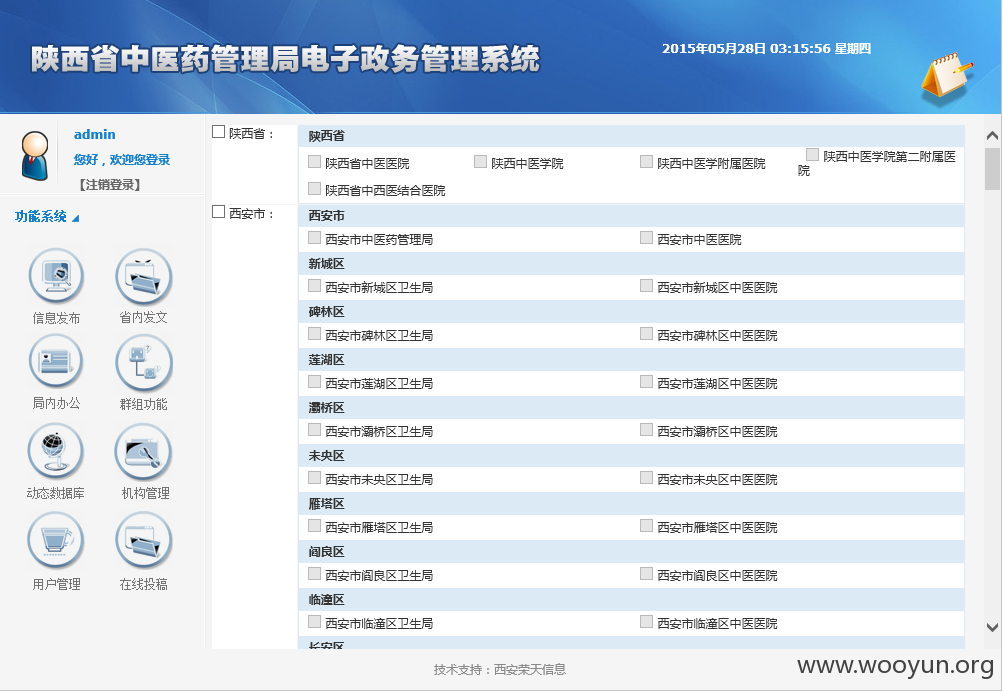 陕西省中医药管理局电子政务管理系统
2015年05月28日 03:15:56 星期四
admin
您好，欢迎您登录
【注销登录】
功能系统
信息发布 省内发文
局内办公 群组功能
动态数据库 机构管理
用户管理 在线投稿
陕西省： 陕西省
陕西省中医医院 陕西中医学院 陕西中医学院附属医院 陕西中医学院第二附属医
院
陕西省中西医结合医院
西安市： 西安市
西安市中医药管理局 西安市中医医院
新城区
西安市新城区卫生局 西安市新城区中医医院
碑林区
西安市碑林区卫生局 西安市碑林区中医医院
莲湖区
西安市莲湖区卫生局 西安市莲湖区中医医院
灞桥区
西安市灞桥区卫生局 西安市灞桥区中医医院
未央区
西安市未央区卫生局 西安市未央区中医医院
雁塔区
西安市雁塔区卫生局 西安市雁塔区中医医院
阎良区
西安市阎良区卫生局 西安市阎良区中医医院
临潼区
西安市临潼区卫生局 西安市临潼区中医医院
长安区
技术支持：西安荣天信息
www.wooyun.org